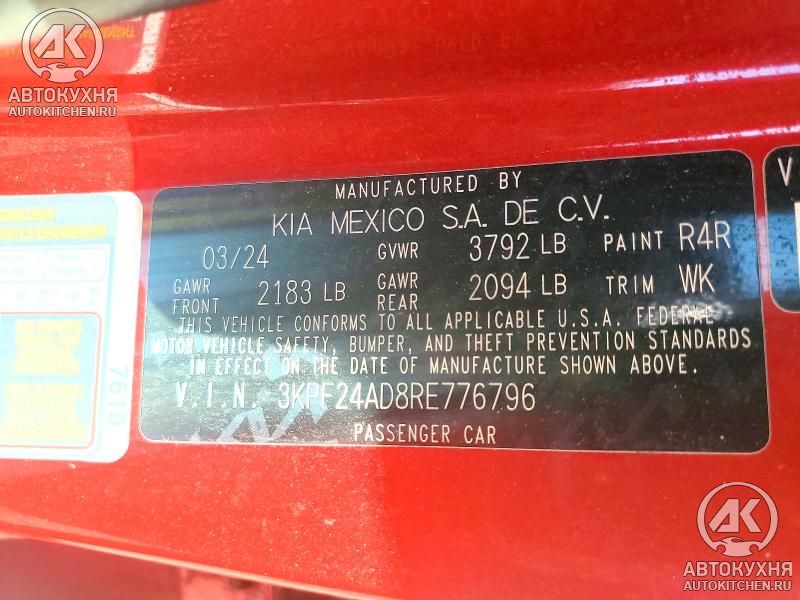 АВТОКУХНЯ
AUTOKITCHEN.RU
MANUFACTURED BY
KIA MEXICO S.A. DE C.V.
03/24 GVWR 3792 LB PAINT R4R
GAWR FRONT 2183 LB GAWR REAR 2094 LB TRIM WK
THIS VEHICLE CONFORMS TO ALL APPLICABLE U.S.A. FEDERAL
MOTOR VEHICLE SAFETY, BUMPER, AND THEFT PREVENTION STANDARDS
IN EFFECT ON THE DATE OF MANUFACTURE SHOWN ABOVE.
V.I.N. 3KPF24AD8RE776796
PASSENGER CAR
7610
АВТОКУХНЯ
AUTOKITCHEN.RU